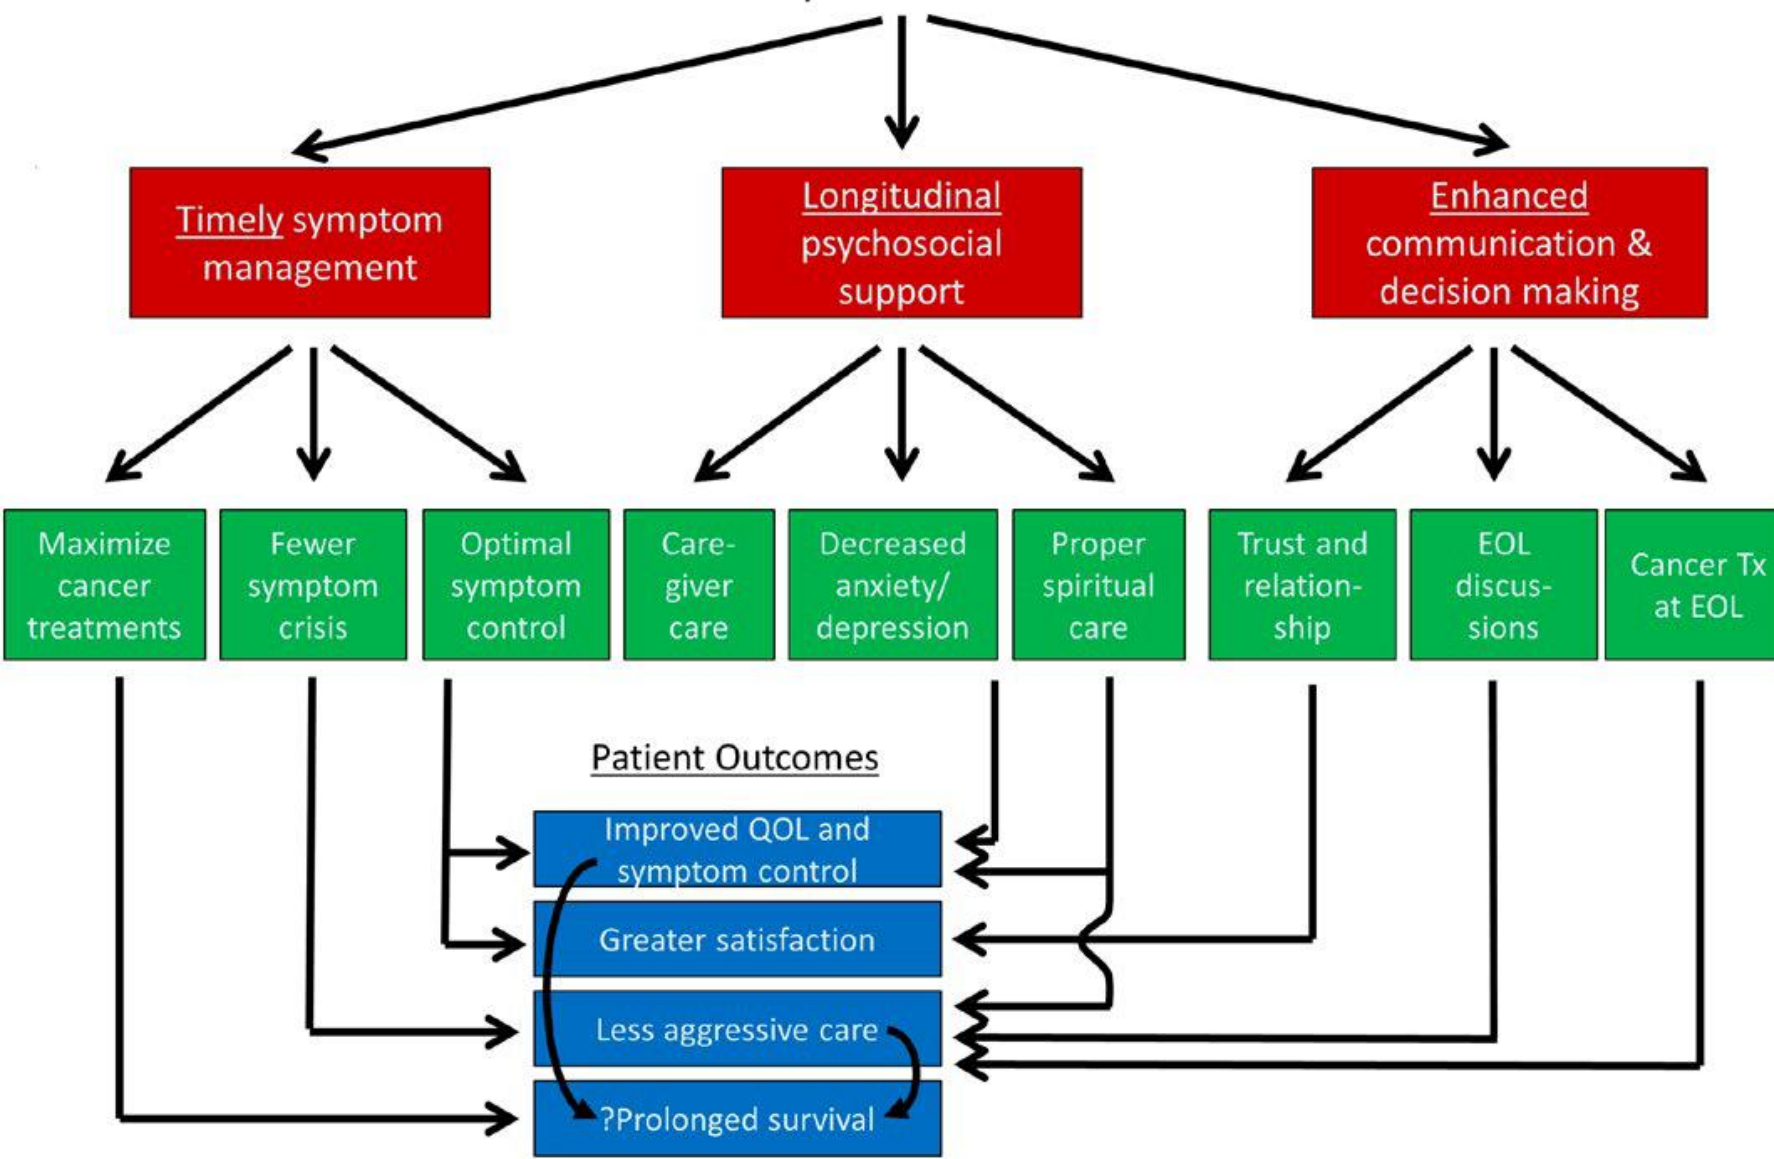 Timely symptom
management
Longitudinal
psychosocial
support
Enhanced
communication &
decision making
Maximize
cancer
treatments
Fewer
symptom
crisis
Optimal
symptom
control
Care-
giver
care
Decreased
anxiety/
depression
Proper
spiritual
care
Trust and
relation-
ship
EOL
discus-
sions
Cancer Tx
at EOL
Patient Outcomes
Improved QOL and
symptom control
Greater satisfaction
Less aggressive care
?Prolonged survival